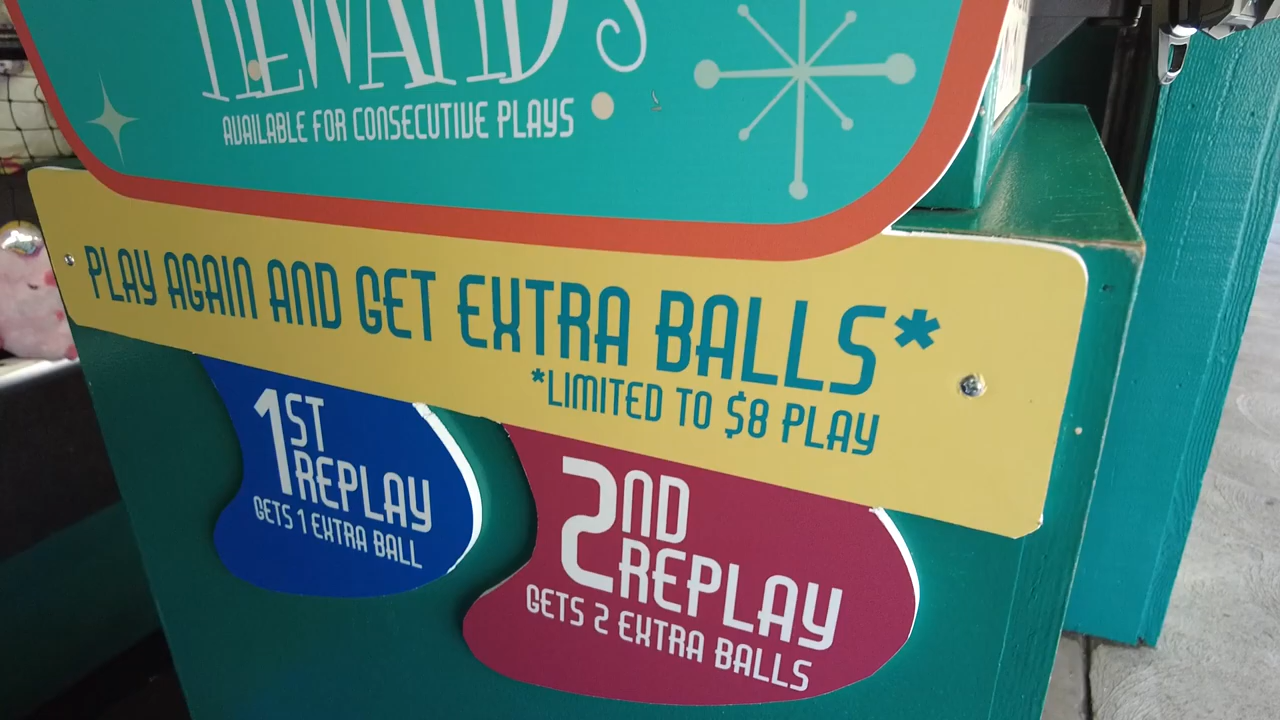 REWARD'S
AVAILABLE FOR CONSECUTIVE PLAYS
PLAY AGAIN AND GET EXTRA BALLS*
*LIMITED TO $8 PLAY
1ST
REPLAY
GETS 1 EXTRA BALL
2ND
REPLAY
GETS 2 EXTRA BALLS